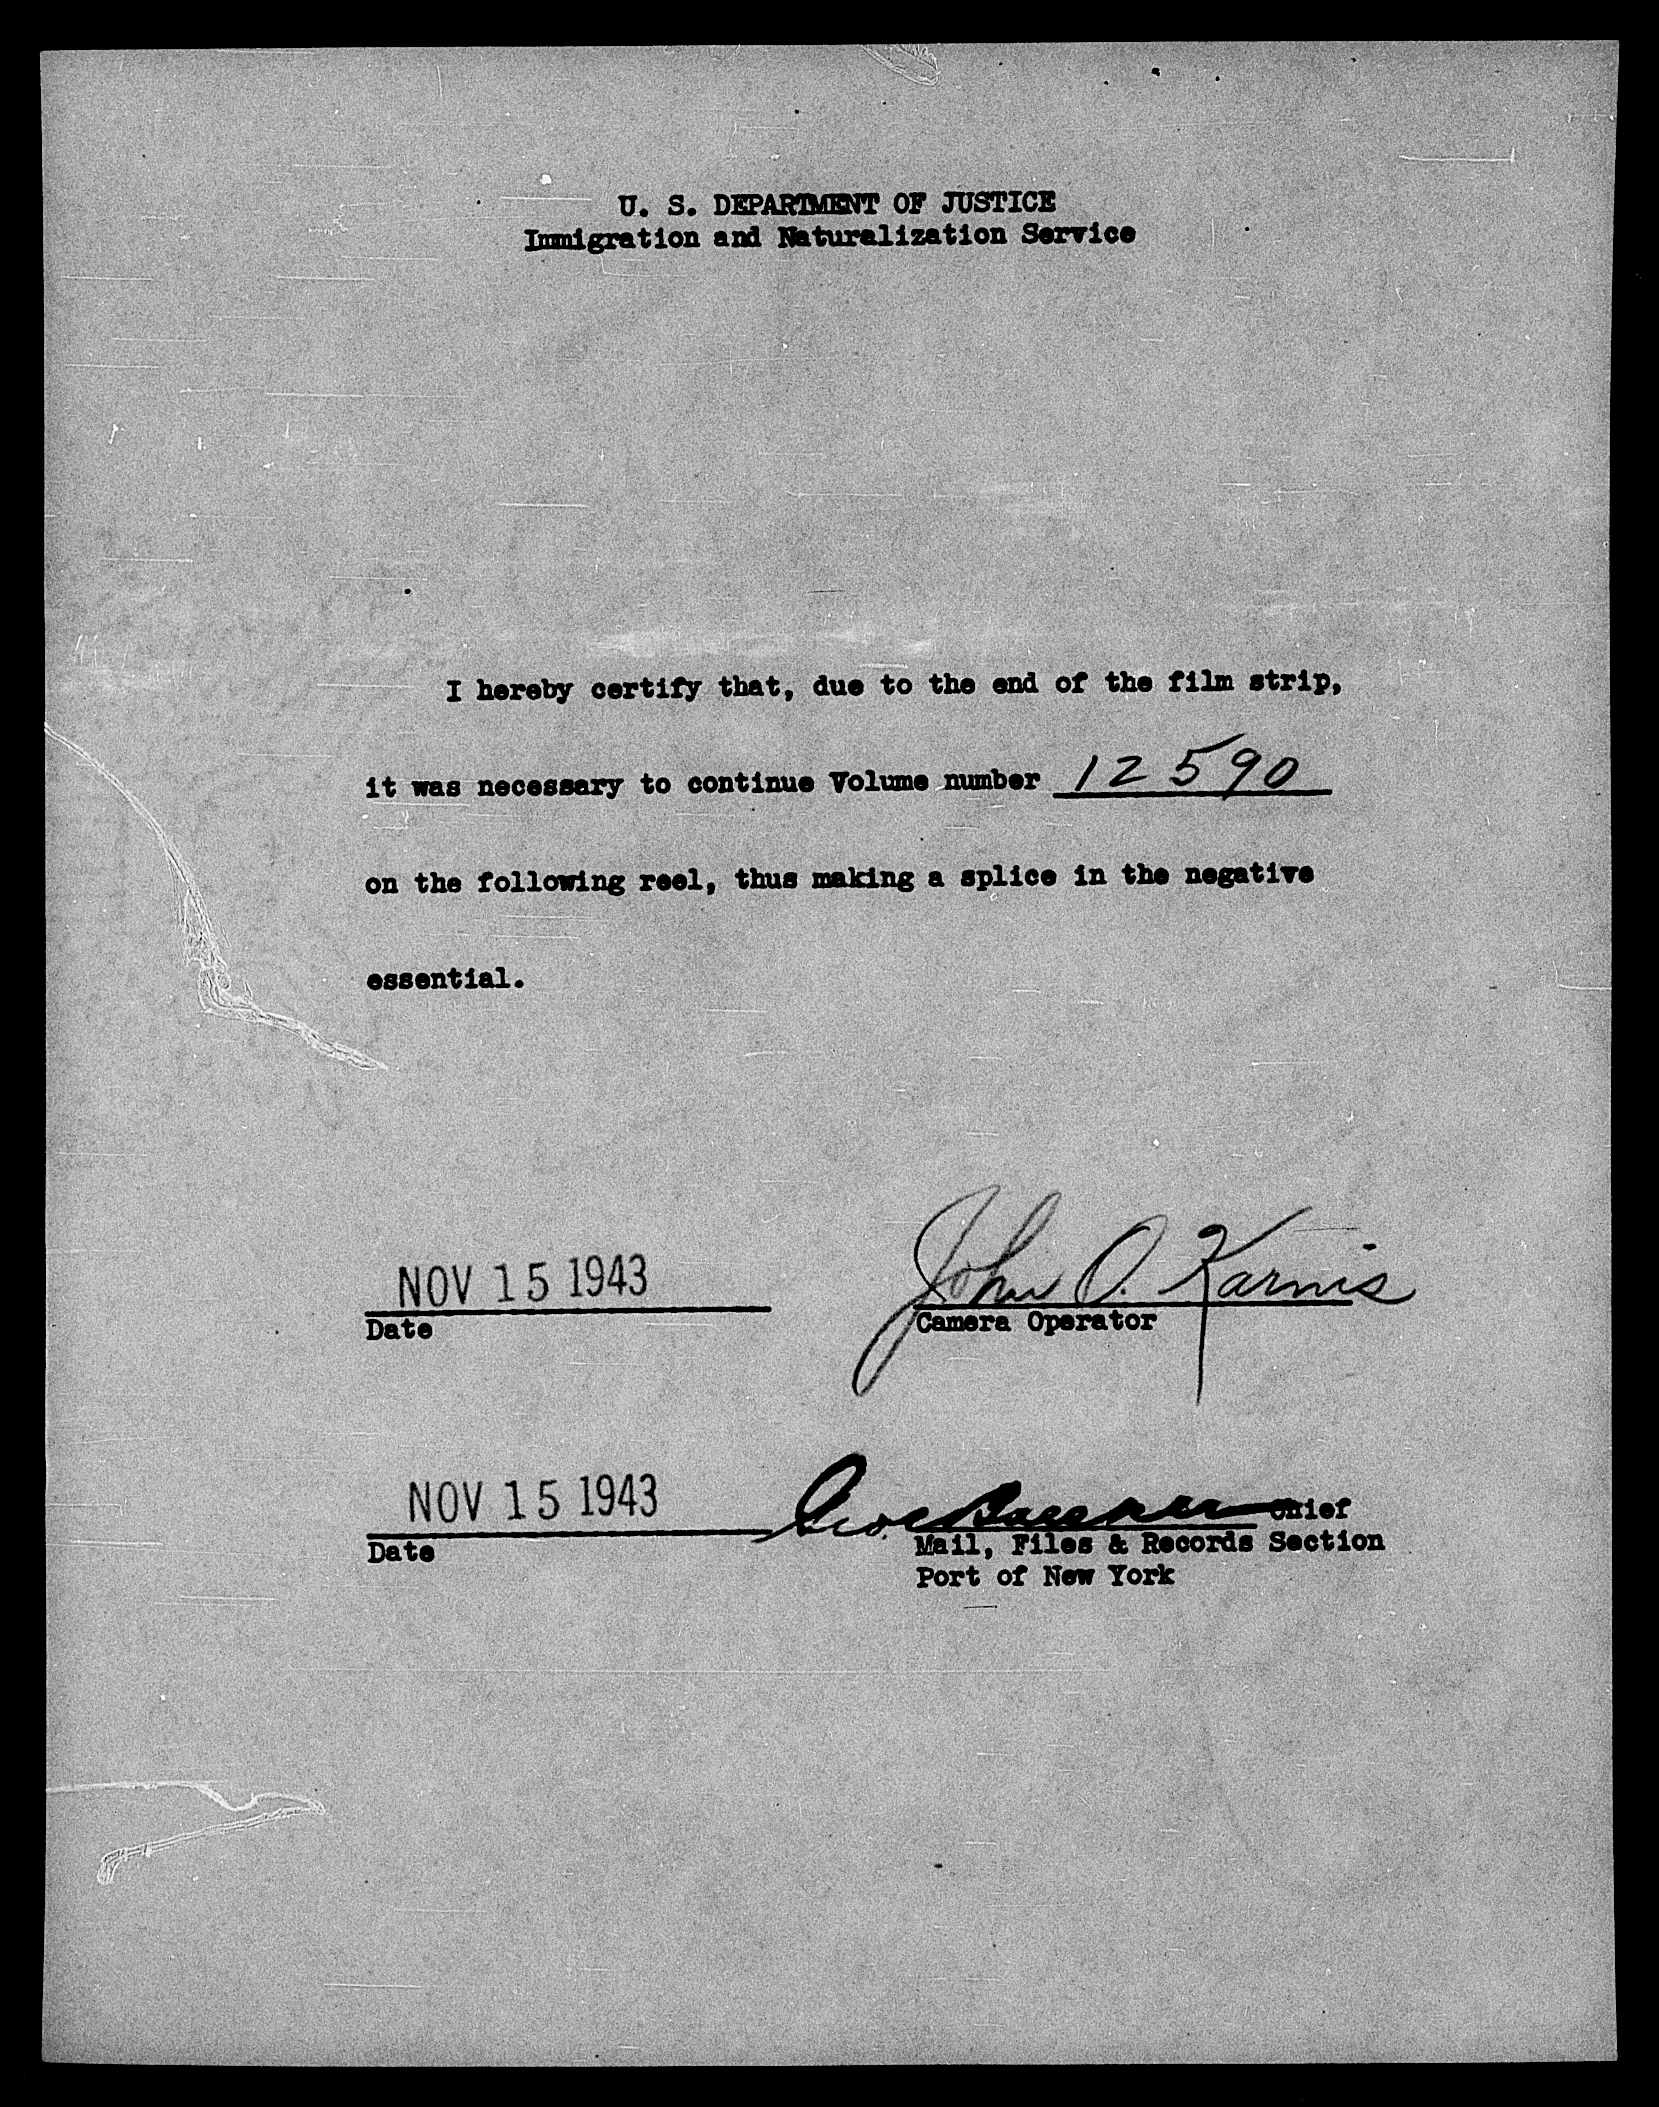 U. S. DEPARTMENT OF JUSTICE
Immigration and Naturalization Service
I hereby certify that, due to the end of the film strip,
it was necessary to continue Volume number 12590
on the following reel, thus making a splice in the negative
essential.
NOV 15 1943 John O. Karnis
Date Camera Operator
NOV 15 1943 Geo. Chief
Date Mail, Files & Records Section
Port of New York